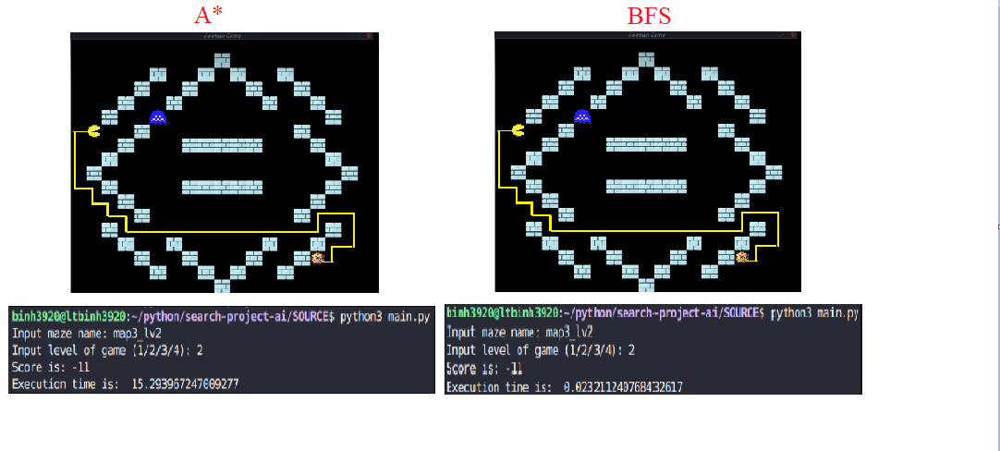 A*
BFS
binh3920@ltbinh3920:~/python/search-project-ai/SOURCE$ python3 main.py
Input maze name: map3_lv2
Input level of game (1/2/3/4): 2
Score is: -11
Execution time is:  15.293967247009277
binh3920@ltbinh3920:~/python/search-project-ai/SOURCE$ python3 main.py
Input maze name: map3_lv2
Input level of game (1/2/3/4): 2
Score is: -11
Execution time is:  0.023211240768432617